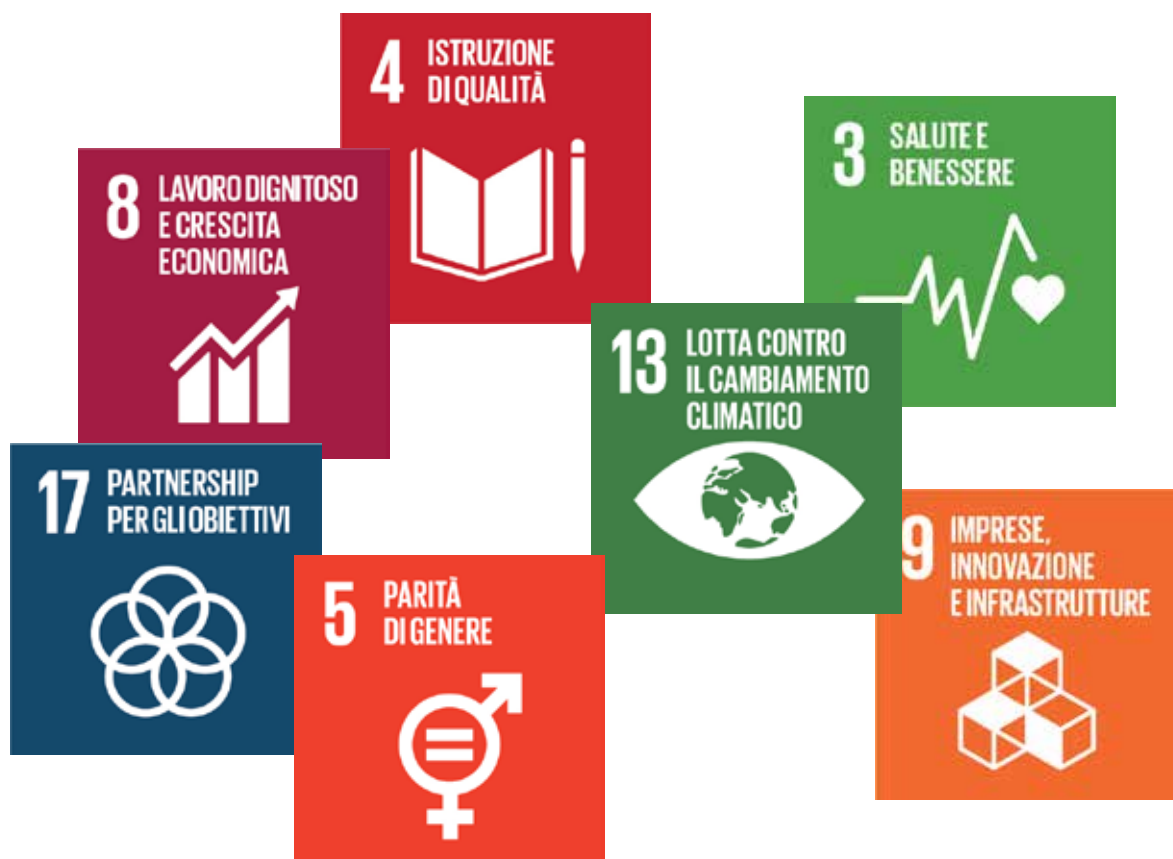 4 ISTRUZIONE
DI QUALITÀ
3 SALUTE E
BENESSERE
8 LAVORO DIGNITOSO
E CRESCITA
ECONOMICA
13 LOTTA CONTRO
IL CAMBIAMENTO
CLIMATICO
17 PARTNERSHIP
PER GLI OBIETTIVI
9 IMPRESE,
INNOVAZIONE
E INFRASTRUTTURE
5 PARITÀ
DI GENERE